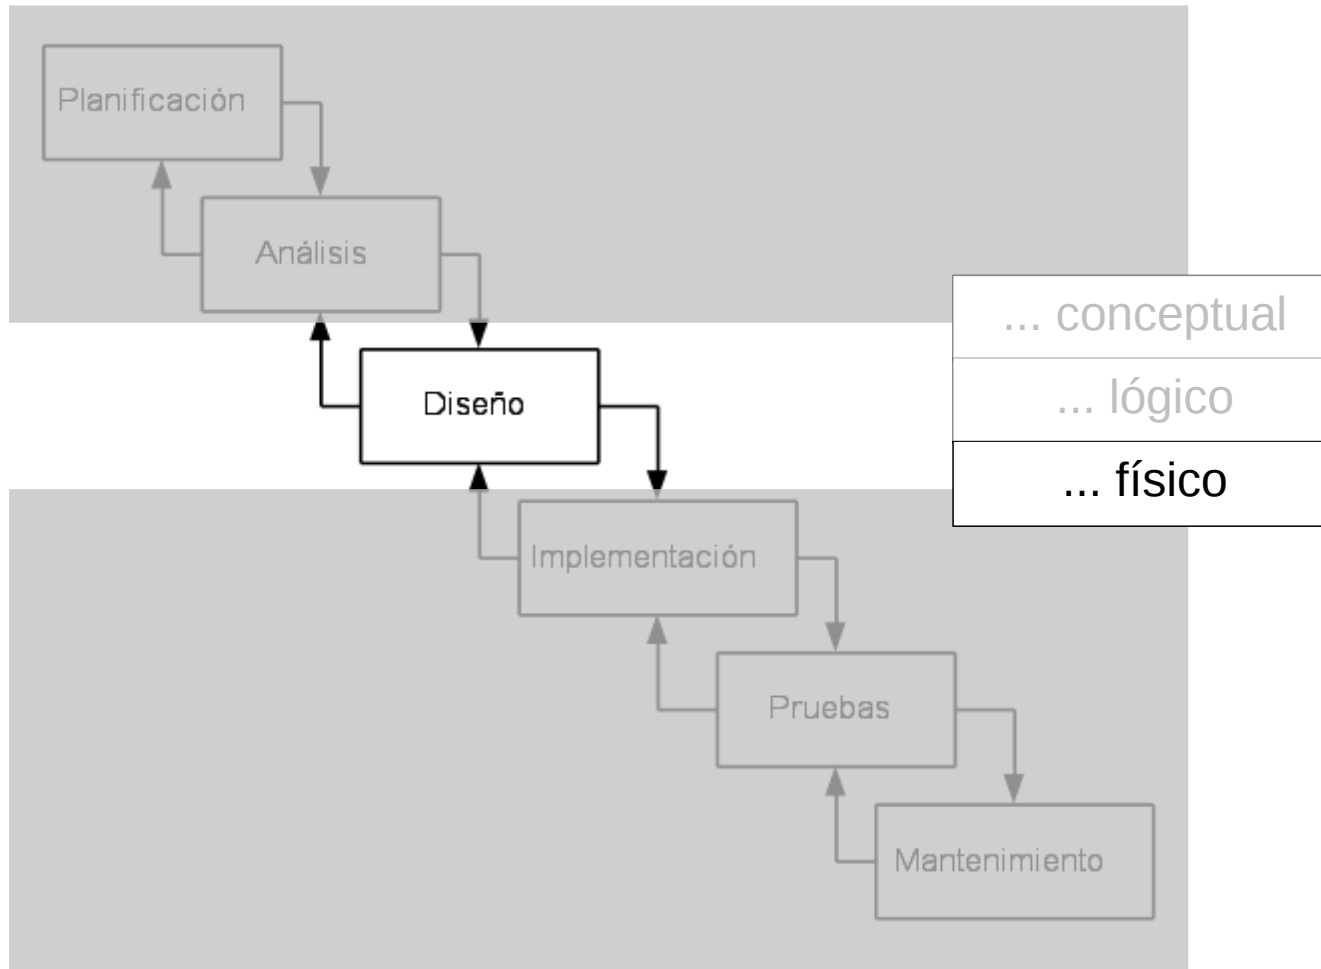 Planificación
Análisis
... conceptual
... lógico
Diseño
... físico
Implementación
Pruebas
Mantenimiento